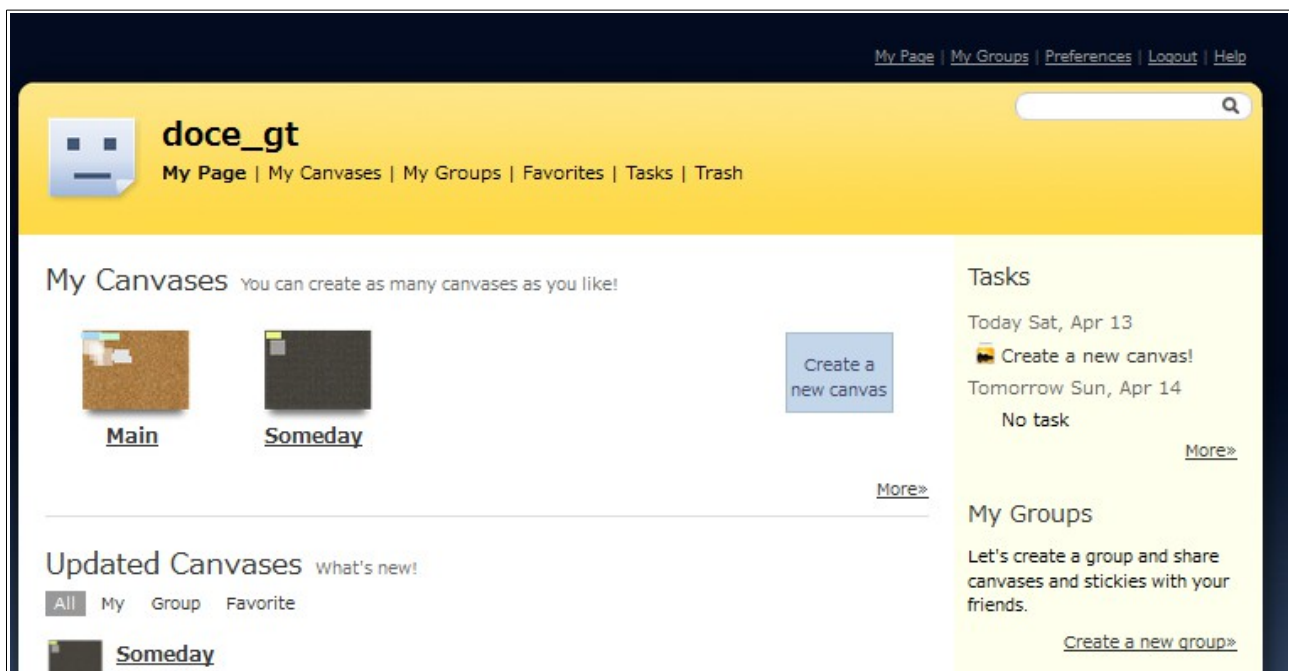 My Page | My Groups | Preferences | Logout | Help
doce_gt
My Page | My Canvases | My Groups | Favorites | Tasks | Trash
My Canvases You can create as many canvases as you like!
Main
Someday
Create a
new canvas
More»
Updated Canvases What's new!
All My Group Favorite
Someday
Tasks
Today Sat, Apr 13
Create a new canvas!
Tomorrow Sun, Apr 14
No task
More»
My Groups
Let's create a group and share
canvases and stickies with your
friends.
Create a new group»